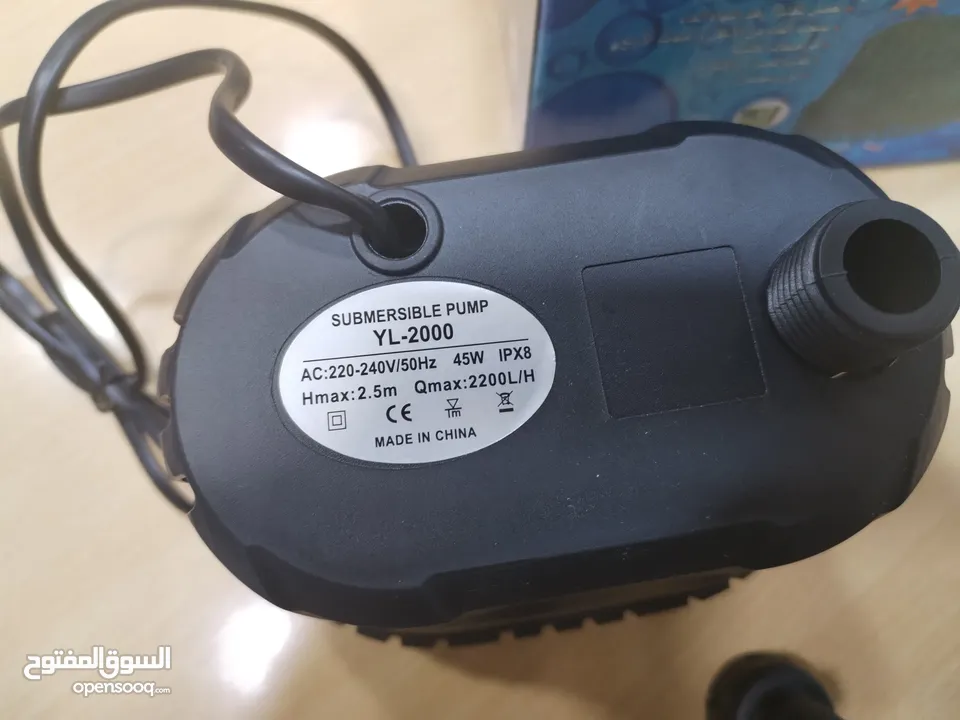 SUBMERSIBLE PUMP
YL-2000
AC:220-240V/50Hz 45W IPX8
Hmax:2.5m Qmax:2200L/H
CE 1m
MADE IN CHINA
السوق المفتوح
opensooq.com